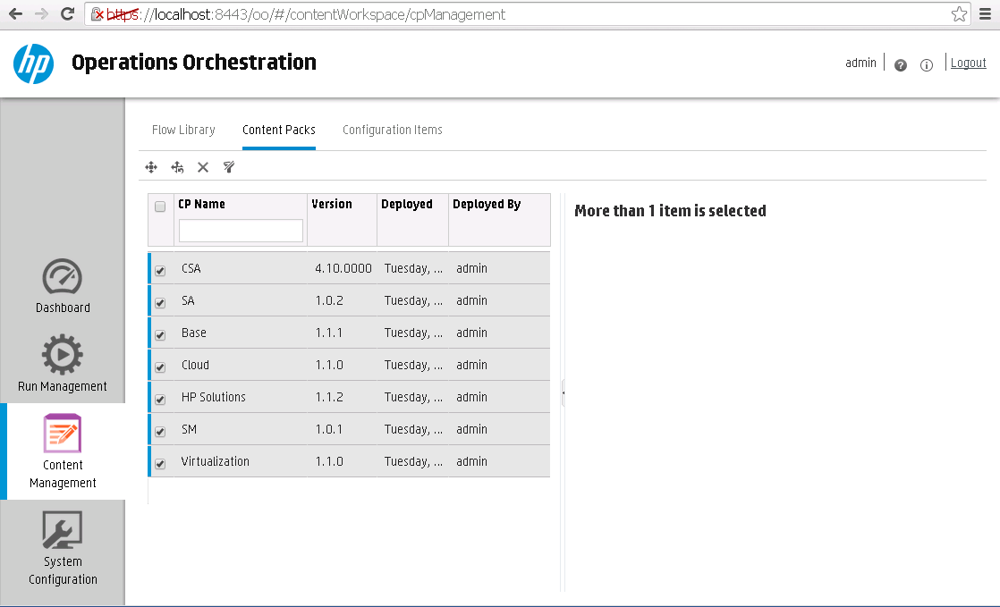 https://localhost:8443/oo/#/contentWorkspace/cpManagement
hp
Operations Orchestration
admin
?
i
Logout
Flow Library
Content Packs
Configuration Items
CP Name
Version
Deployed
Deployed By
More than 1 item is selected
CSA 4.10.0000 Tuesday, ... admin
SA 1.0.2 Tuesday, ... admin
Base 1.1.1 Tuesday, ... admin
Cloud 1.1.0 Tuesday, ... admin
HP Solutions 1.1.2 Tuesday, ... admin
SM 1.0.1 Tuesday, ... admin
Virtualization 1.1.0 Tuesday, ... admin
Dashboard
Run Management
Content
Management
System
Configuration